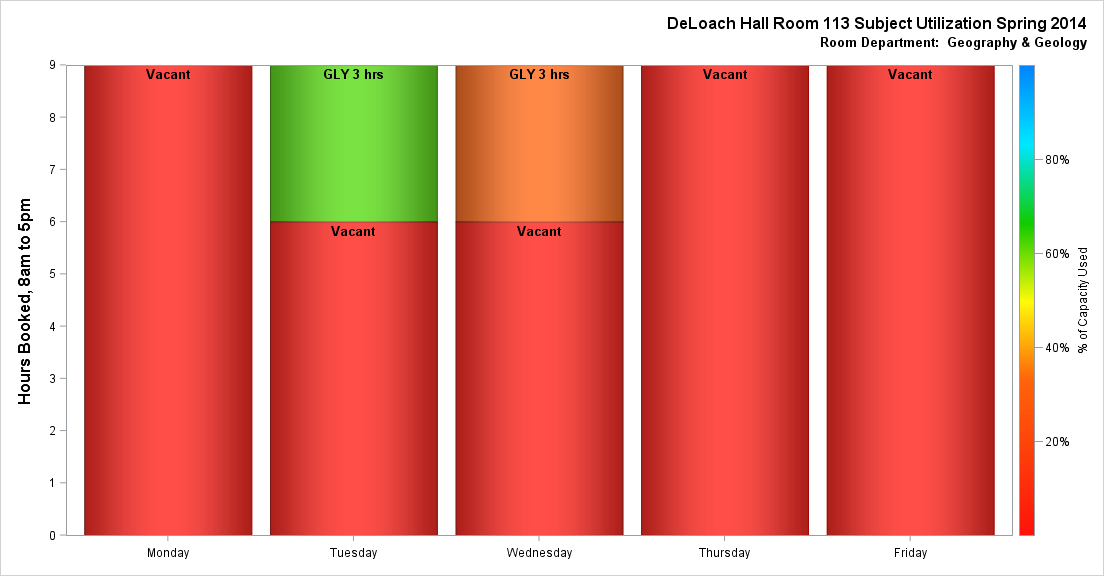 DeLoach Hall Room 113 Subject Utilization Spring 2014
Room Department:  Geography & Geology
Hours Booked, 8am to 5pm
9
8
7
6
5
4
3
2
1
0
Vacant
GLY 3 hrs
GLY 3 hrs
Vacant
Vacant
Vacant
Vacant
Monday
Tuesday
Wednesday
Thursday
Friday
80%
60%
40%
20%
% of Capacity Used